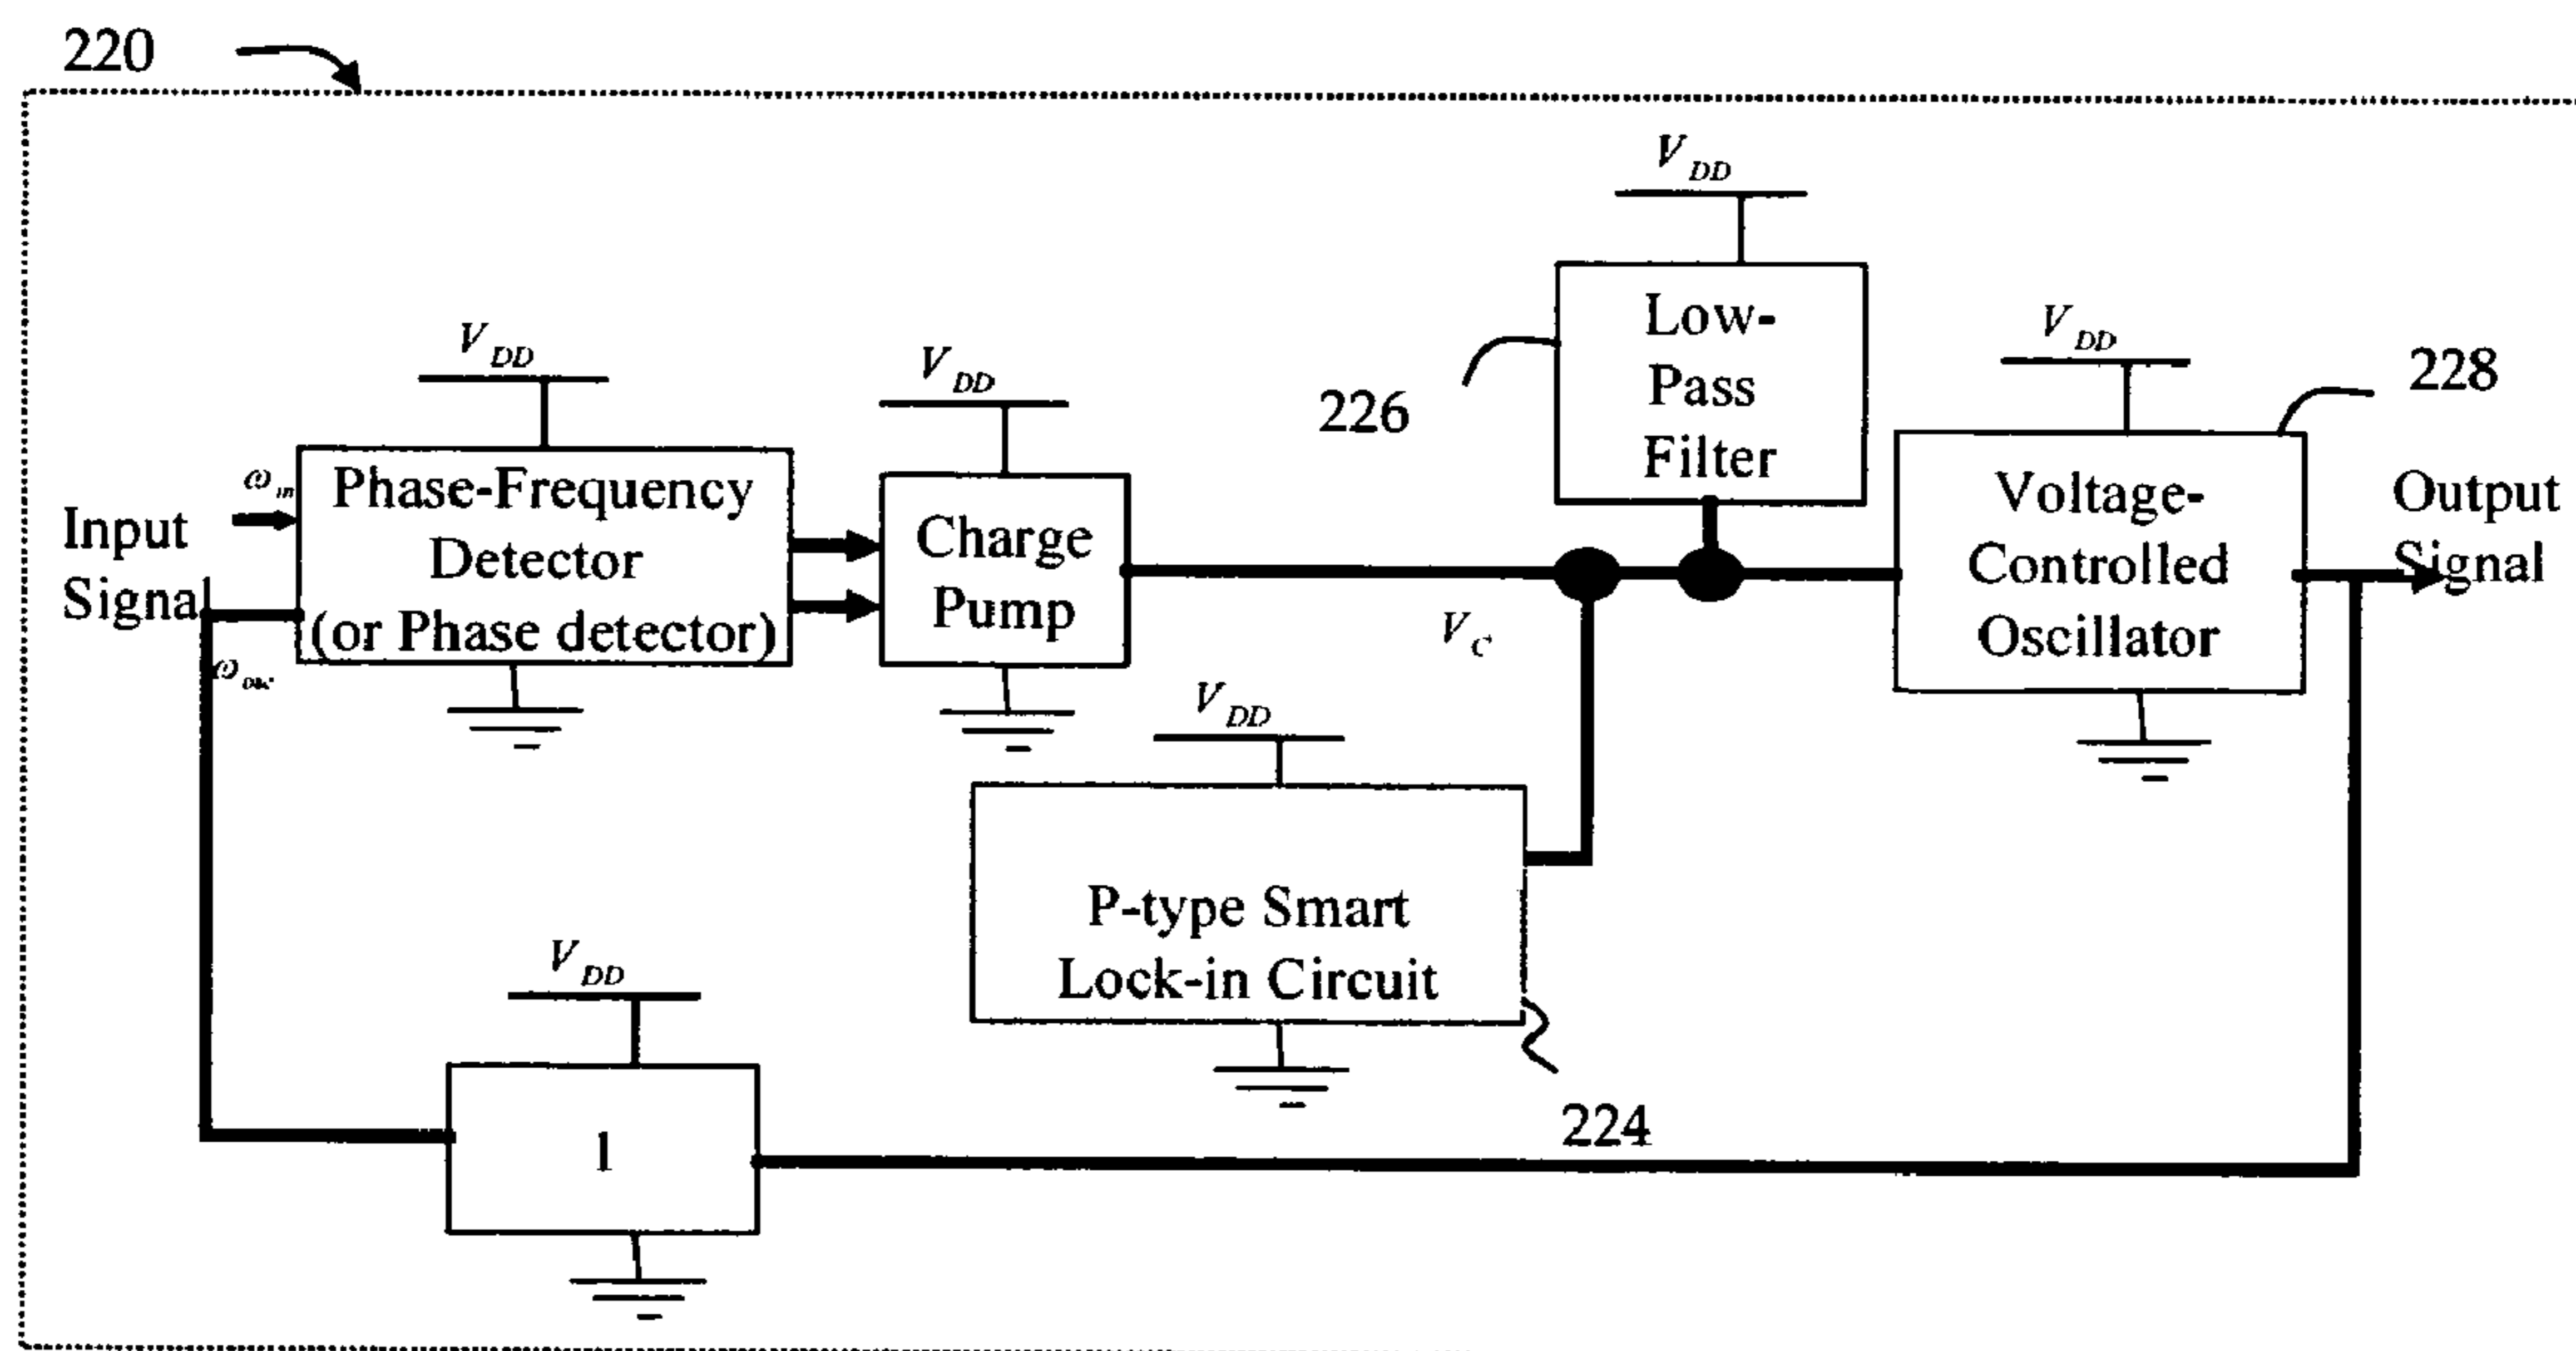 220
V DD
Low-
Pass
Filter
226
V DD
228
V DD
V DD
Input
Signal
ω in
Phase-Frequency
Detector
(or Phase detector)
ω osc
Charge
Pump
V C
Voltage-
Controlled
Oscillator
Output
Signal
V DD
P-type Smart
Lock-in Circuit
224
V DD
1